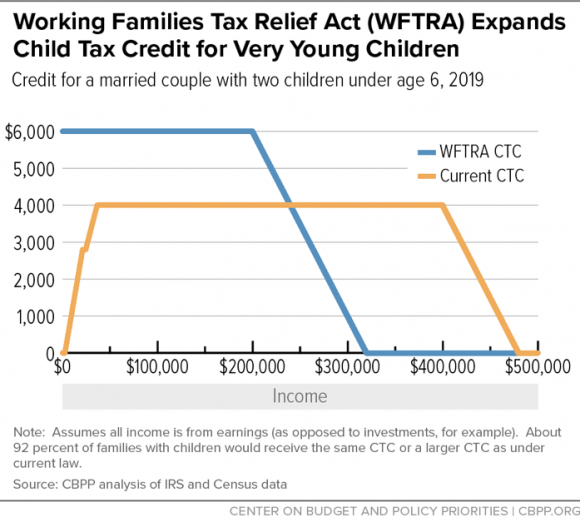 Working Families Tax Relief Act (WFTRA) Expands
Child Tax Credit for Very Young Children
Credit for a married couple with two children under age 6, 2019
$6,000
5,000
4,000
3,000
2,000
1,000
0
WFTRA CTC
Current CTC
$0 $100,000 $200,000 $300,000 $400,000 $500,000
Income
Note: Assumes all income is from earnings (as opposed to investments, for example). About
92 percent of families with children would receive the same CTC or a larger CTC as under
current law.
Source: CBPP analysis of IRS and Census data
CENTER ON BUDGET AND POLICY PRIORITIES | CBPP.ORG